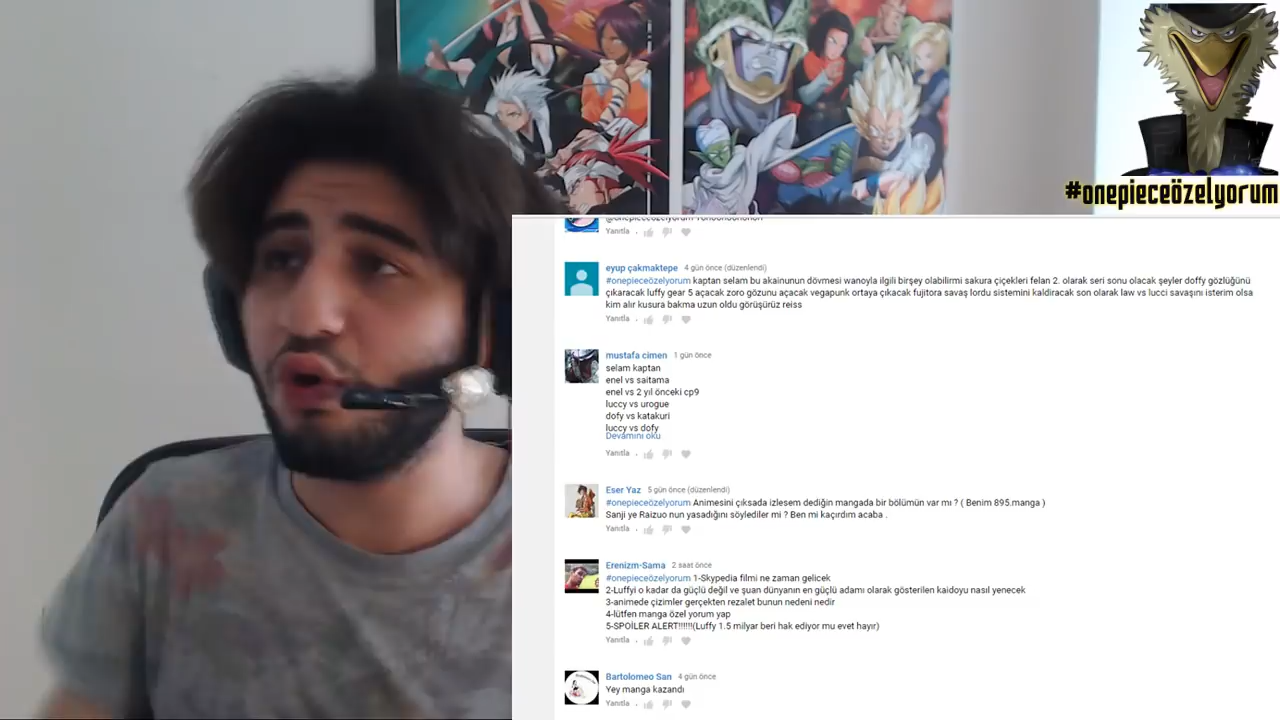 #onepieceözelyorum
@onepieceözelyorum Yohohohohohoh
Yanıtla
eyup çakmaktepe 4 gün önce (düzenlendi)
#onepieceözelyorum kaptan selam bu akainunun dövmesi wanoyla ilgili birşey olabilirmi sakura çiçekleri felan 2. olarak seri sonu olacak şeyler doffy gözlüğünü
çıkaracak luffy gear 5 açacak zoro gözunu açacak vegapunk ortaya çıkacak fujitora savaş lordu sistemini kaldiracak son olarak law vs lucci savaşını isterim olsa
kim alır kusura bakma uzun oldu görüşürüz reiss
Yanıtla
mustafa cimen 1 gün önce
selam kaptan
enel vs saitama
enel vs 2 yıl önceki cp9
luccy vs urogue
dofy vs katakuri
luccy vs dofy
Devamını oku
Yanıtla
Eser Yaz 5 gün önce (düzenlendi)
#onepieceözelyorum Animesini çıksada izlesem dediğin mangada bir bölümün var mı ? ( Benim 895.manga )
Sanji ye Raizuo nun yasadığını söylediler mi ? Ben mi kaçırdım acaba .
Yanıtla
Erenizm-Sama 2 saat önce
#onepieceözelyorum 1-Skypedia filmi ne zaman gelicek
2-Luffyi o kadar da güçlü değil ve şuan dünyanın en güçlü adamı olarak gösterilen kaidoyu nasıl yenecek
3-animede çizimler gerçekten rezalet bunun nedeni nedir
4-lütfen manga özel yorum yap
5-SPOİLER ALERT!!!!!!(Luffy 1.5 milyar beri hak ediyor mu evet hayır)
Yanıtla
Bartolomeo San 4 gün önce
Yey manga kazandı
Yanıtla